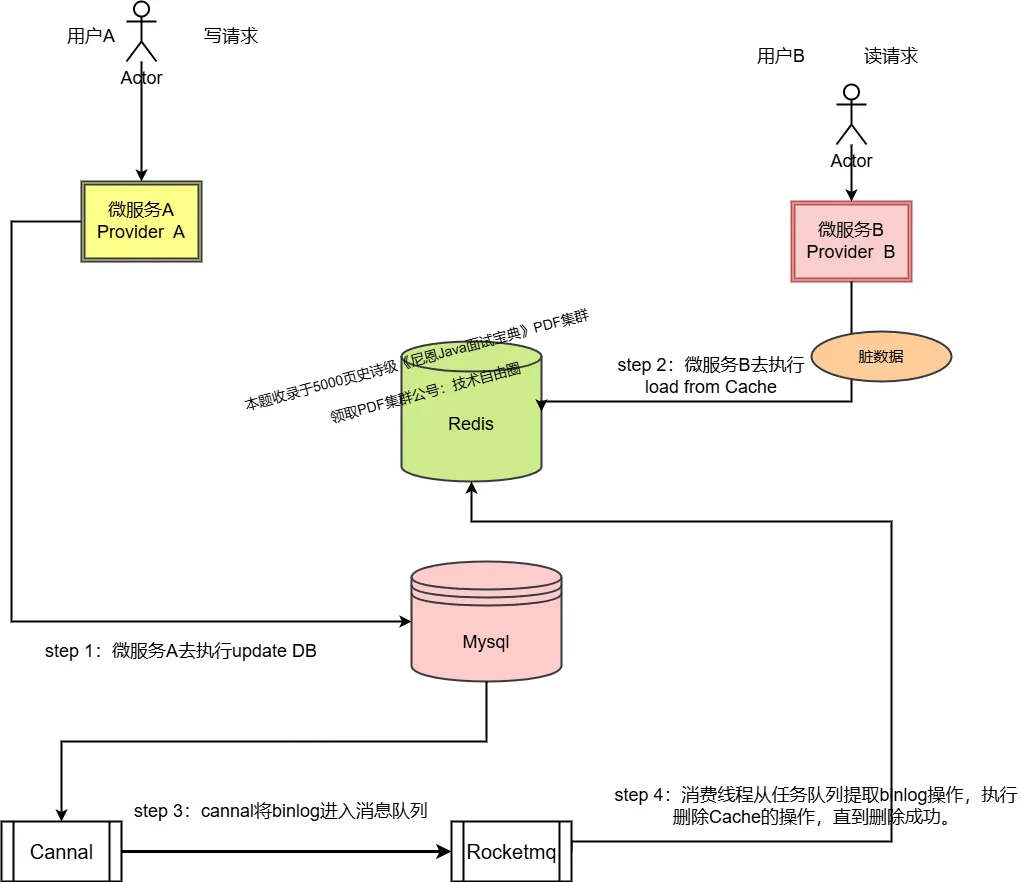 用户A 写请求
Actor
用户B 读请求
Actor
微服务A
Provider A
微服务B
Provider B
脏数据
step 2：微服务B去执行
load from Cache
本题收录于5000页史诗级《尼恩Java面试宝典》PDF集群
领取PDF集群公号：技术自由圈
Redis
Mysql
step 1：微服务A去执行update DB
step 3：cannal将binlog进入消息队列
step 4：消费线程从任务队列提取binlog操作，执行
删除Cache的操作，直到删除成功。
Cannal
Rocketmq